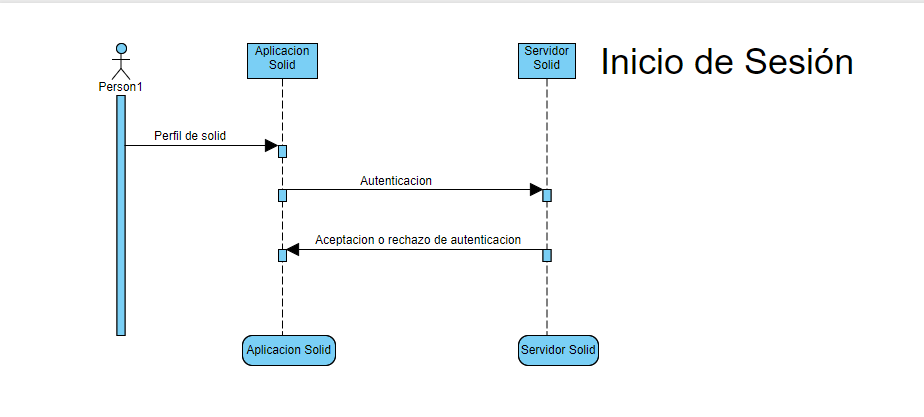 Aplicacion
Solid
Servidor
Solid
Inicio de Sesión
Person1
Perfil de solid
Autenticacion
Aceptacion o rechazo de autenticacion
Aplicacion Solid
Servidor Solid